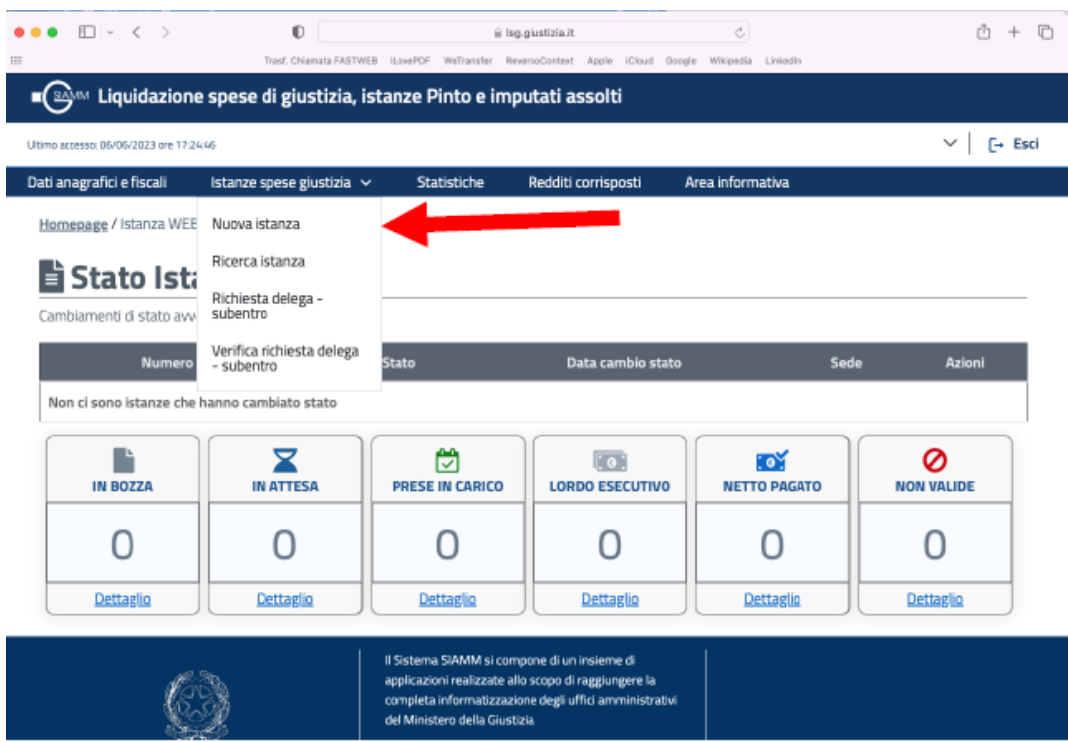 lsg.giustizia.it
Trasf. Chiamata FASTWEB ILovePDF WeTransfer ReversoContext Apple iCloud Google Wikipedia LinkedIn
SIAMM Liquidazione spese di giustizia, istanze Pinto e imputati assolti
Ultimo accesso: 06/06/2023 ore 17:24:46
Esci
Dati anagrafici e fiscali Istanze spese giustizia Statistiche Redditi corrisposti Area informativa
Homepage / Istanza WEB
Nuova istanza
Ricerca istanza
Richiesta delega -
subentro
Verifica richiesta delega
- subentro
Stato Ista
Cambiamenti di stato avv
Numero Stato Data cambio stato Sede Azioni
Non ci sono istanze che hanno cambiato stato
IN BOZZA IN ATTESA PRESE IN CARICO LORDO ESECUTIVO NETTO PAGATO NON VALIDE
0 0 0 0 0 0
Dettaglio Dettaglio Dettaglio Dettaglio Dettaglio Dettaglio
Il Sistema SIAMM si compone di un insieme di
applicazioni realizzate allo scopo di raggiungere la
completa informatizzazione degli uffici amministrativi
del Ministero della Giustizia